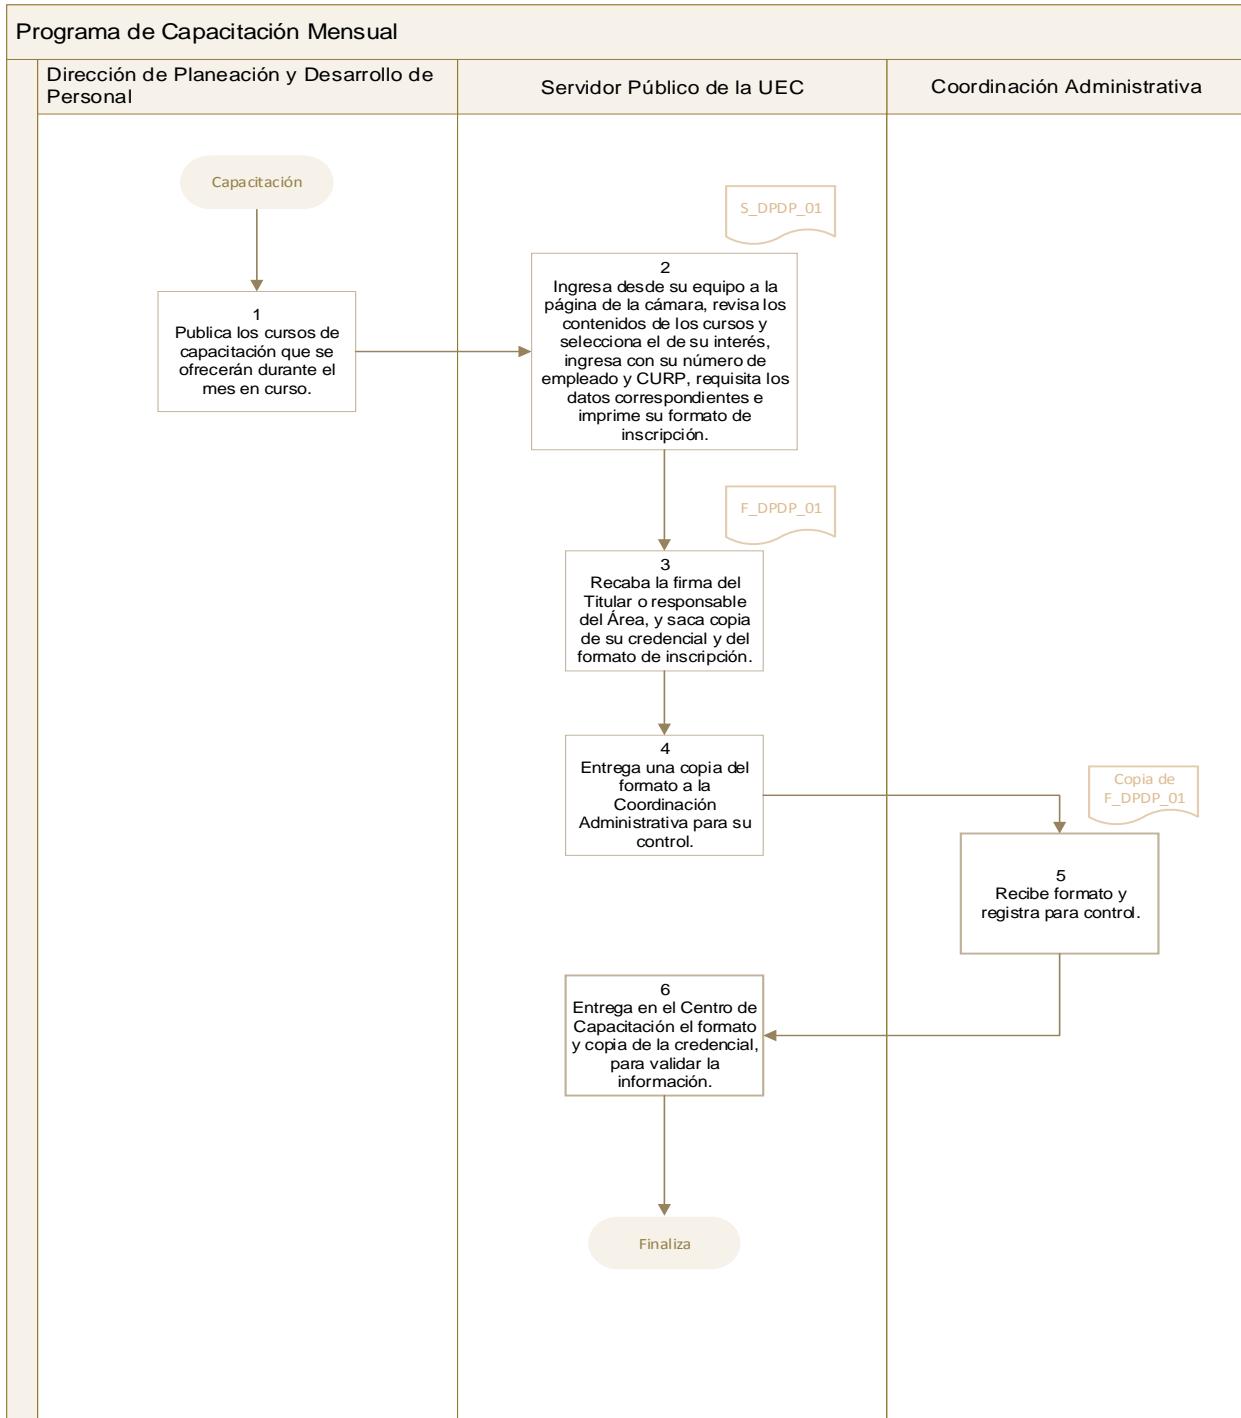 Programa de Capacitación Mensual
Dirección de Planeación y Desarrollo de
Personal
Servidor Público de la UEC
Coordinación Administrativa
Capacitación
S_DPDP_01
1
Publica los cursos de
capacitación que se
ofrecerán durante el
mes en curso.
2
Ingresa desde su equipo a la
página de la cámara, revisa los
contenidos de los cursos y
selecciona el de su interés,
ingresa con su número de
empleado y CURP, requisita los
datos correspondientes e
imprime su formato de
inscripción.
F_DPDP_01
3
Recaba la firma del
Titular o responsable
del Área, y saca copia
de su credencial y del
formato de inscripción.
4
Entrega una copia del
formato a la
Coordinación
Administrativa para su
control.
Copia de
F_DPDP_01
5
Recibe formato y
registra para control.
6
Entrega en el Centro de
Capacitación el formato
y copia de la credencial,
para validar la
información.
Finaliza